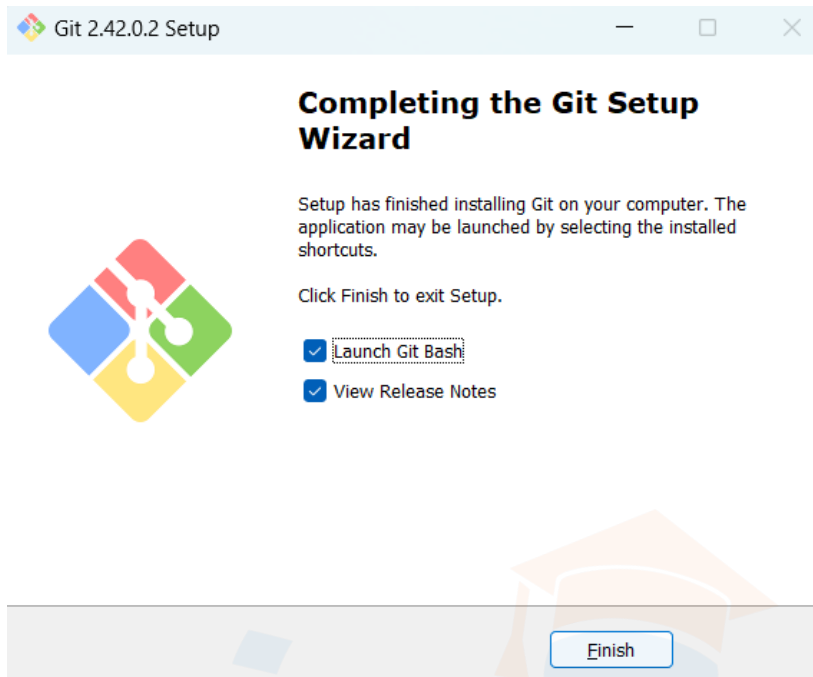 Git 2.42.0.2 Setup
Completing the Git Setup
Wizard
Setup has finished installing Git on your computer. The
application may be launched by selecting the installed
shortcuts.
Click Finish to exit Setup.
Launch Git Bash
View Release Notes
Finish